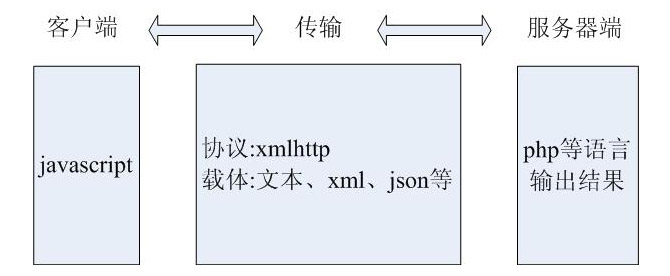 客户端
传输
服务器端
javascript
协议:xmlhttp
载体:文本、xml、json等
php等语言
输出结果